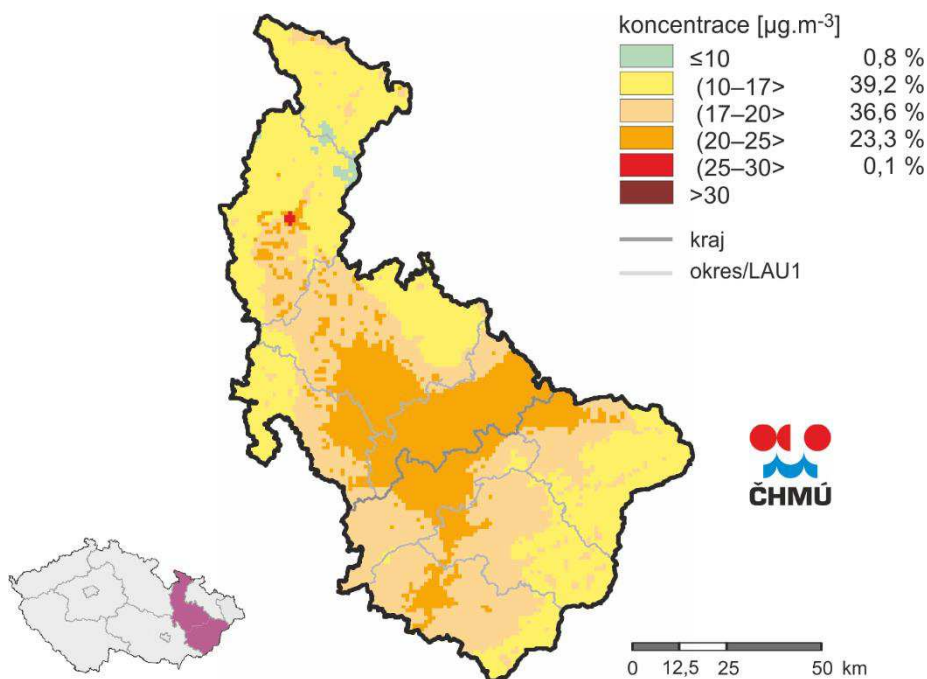 koncentrace [µg.m-3]
≤10 0,8 %
(10–17> 39,2 %
(17–20> 36,6 %
(20–25> 23,3 %
(25–30> 0,1 %
>30
kraj
okres/LAU1
ČHMÚ
0 12,5 25 50 km